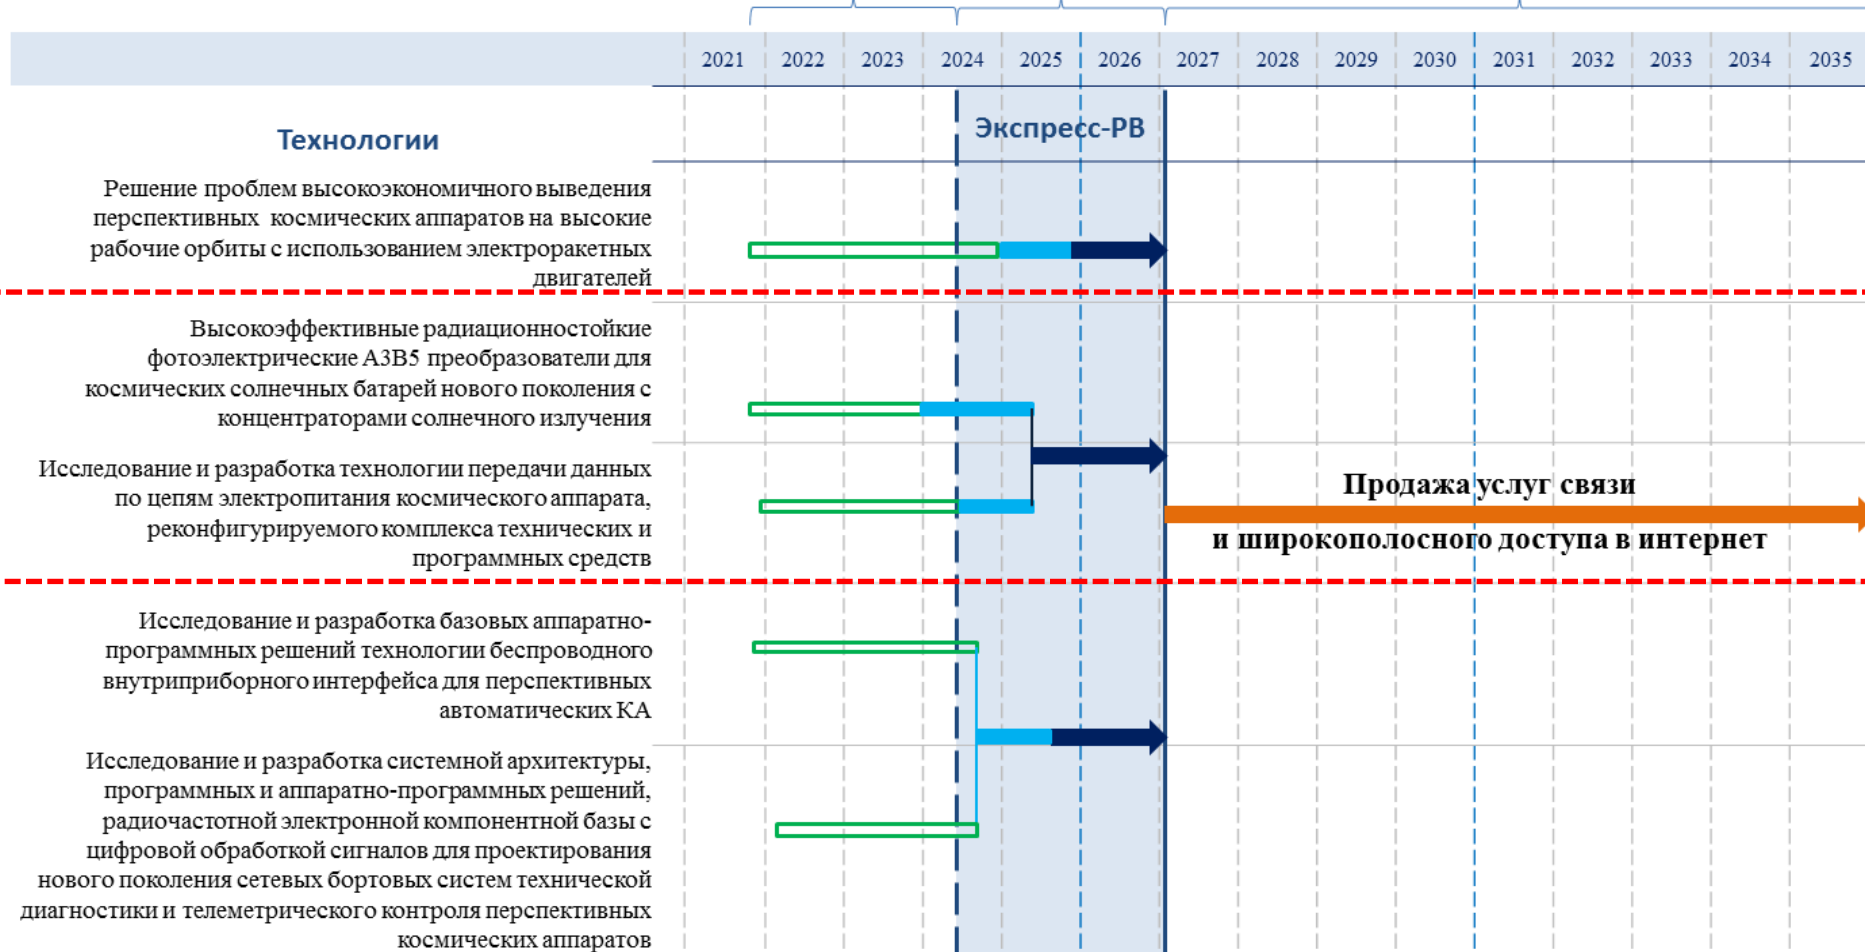 2021 2022 2023 2024 2025 2026 2027 2028 2029 2030 2031 2032 2033 2034 2035
Технологии
Экспресс-РВ
Решение проблем высокоэкономичного выведения
перспективных космических аппаратов на высокие
рабочие орбиты с использованием электроракетных
двигателей
Высокоэффективные радиационностойкие
фотоэлектрические А3В5 преобразователи для
космических солнечных батарей нового поколения с
концентраторами солнечного излучения
Исследование и разработка технологии передачи данных
по цепям электропитания космического аппарата,
реконфигурируемого комплекса технических и
программных средств
Продажа услуг связи
и широкополосного доступа в интернет
Исследование и разработка базовых аппаратно-
программных решений технологии беспроводного
внутриприборного интерфейса для перспективных
автоматических КА
Исследование и разработка системной архитектуры,
программных и аппаратно-программных решений,
радиочастотной электронной компонентной базы с
цифровой обработкой сигналов для проектирования
нового поколения сетевых бортовых систем технической
диагностики и телеметрического контроля перспективных
космических аппаратов